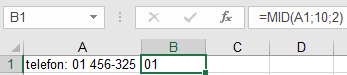 B1 fx =MID(A1;10;2)
A B C D
1 telefon: 01 456-325 01